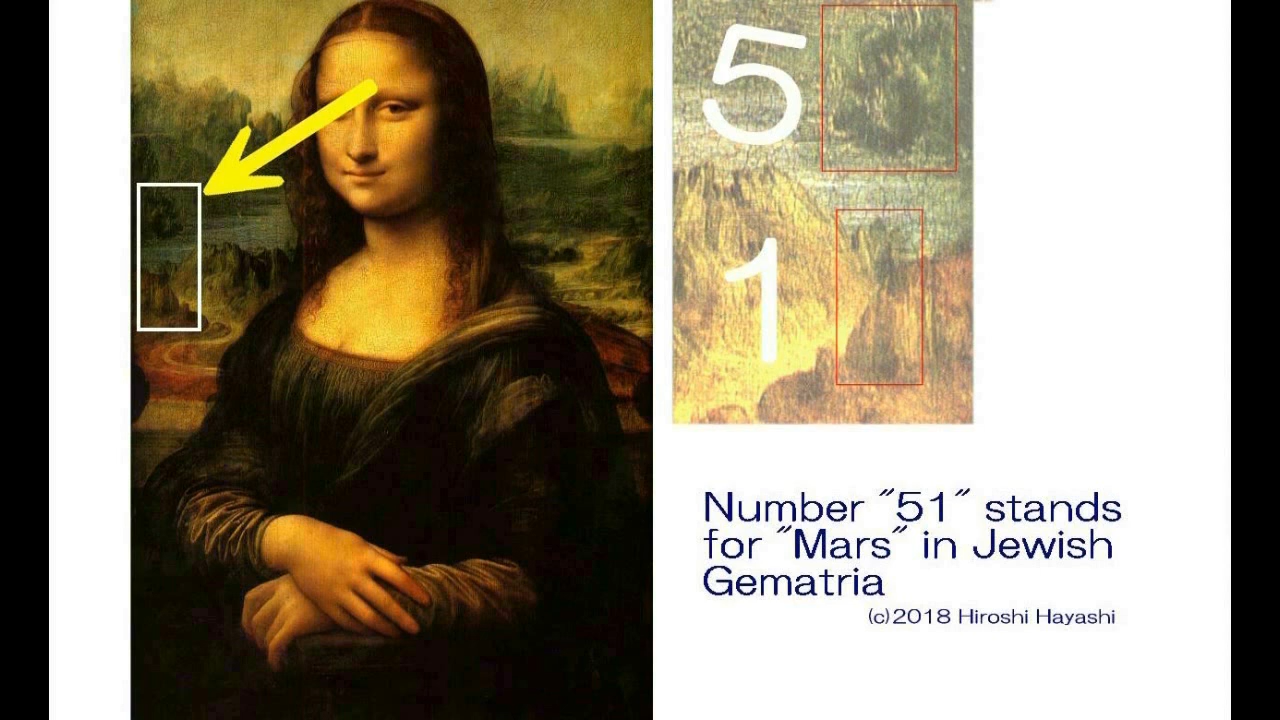 5
1
Number "51" stands
for "Mars" in Jewish
Gematria
(c)2018 Hiroshi Hayashi